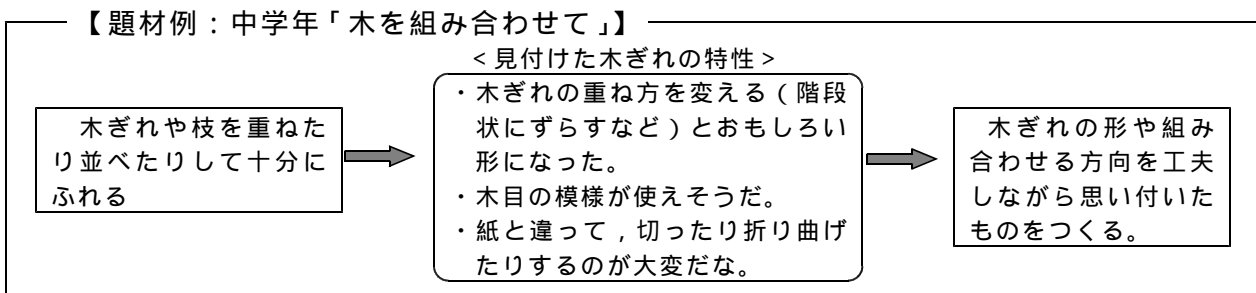 【題材例:中学年「木を組み合わせて」】
木ぎれや枝を重ねた
り並べたりして十分に
ふれる
<見付けた木ぎれの特性>
・木ぎれの重ね方を変える(階段
状にずらすなど)とおもしろい
形になった。
・木目の模様が使えそうだ。
・紙と違って,切ったり折り曲げ
たりするのが大変だな。
木ぎれの形や組み
合わせる方向を工夫
しながら思い付いた
ものをつくる。